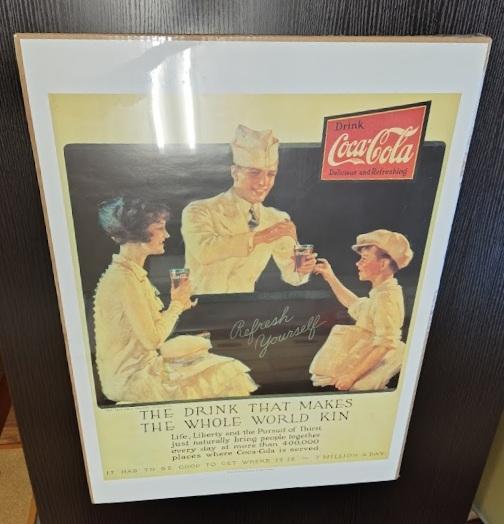 Drink
Coca-Cola
Delicious and Refreshing
Refresh
Yourself
THE DRINK THAT MAKES
THE WHOLE WORLD KIN
Life, Liberty and the Pursuit of Thirst
just naturally bring people together
every day at more than 400,000
places where Coca-Cola is served
IT HAD TO BE GOOD TO GET WHERE IT IS — 7 MILLION A DAY